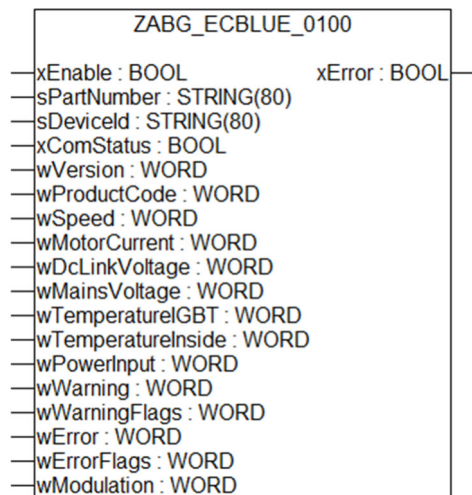 ZABG_ECBLUE_0100
xEnable : BOOL xError : BOOL
sPartNumber : STRING(80)
sDeviceId : STRING(80)
xComStatus : BOOL
wVersion : WORD
wProductCode : WORD
wSpeed : WORD
wMotorCurrent : WORD
wDcLinkVoltage : WORD
wMainsVoltage : WORD
wTemperatureIGBT : WORD
wTemperatureInside : WORD
wPowerInput : WORD
wWarning : WORD
wWarningFlags : WORD
wError : WORD
wErrorFlags : WORD
wModulation : WORD